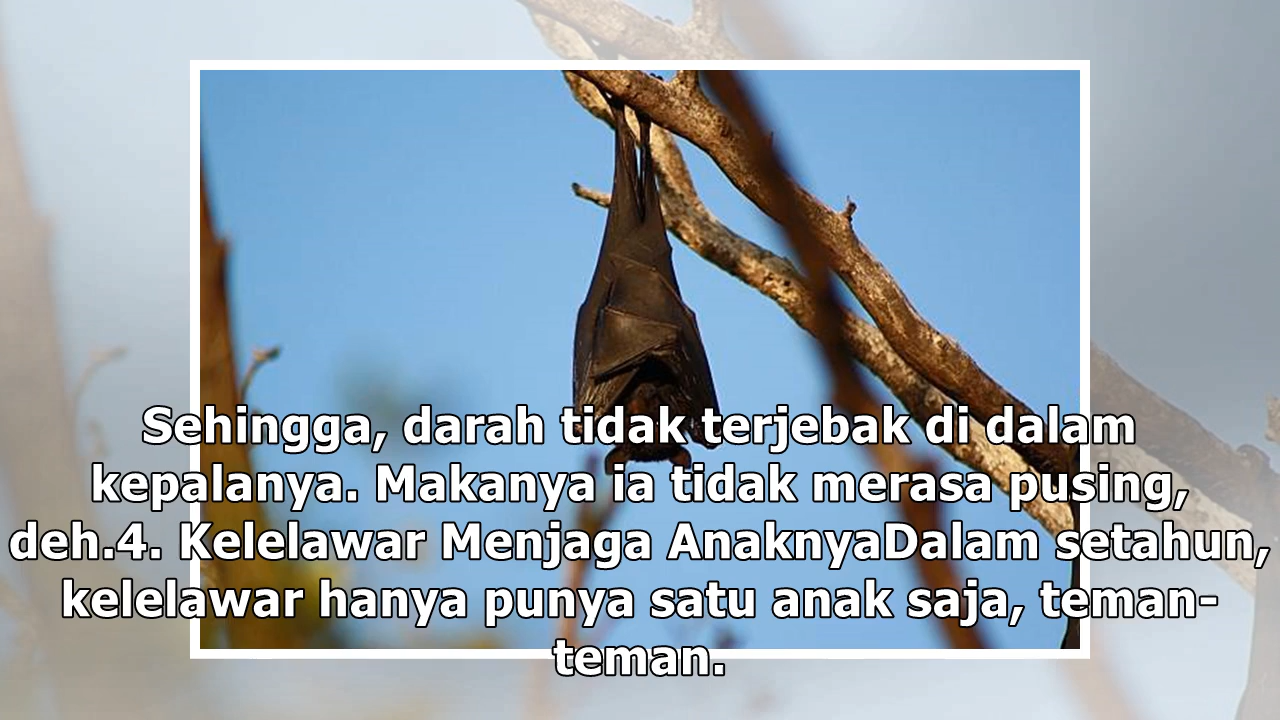 Sehingga, darah tidak terjebak di dalam
kepalanya. Makanya ia tidak merasa pusing,
deh.4. Kelelawar Menjaga AnaknyaDalam setahun,
kelelawar hanya punya satu anak saja, teman-
teman.